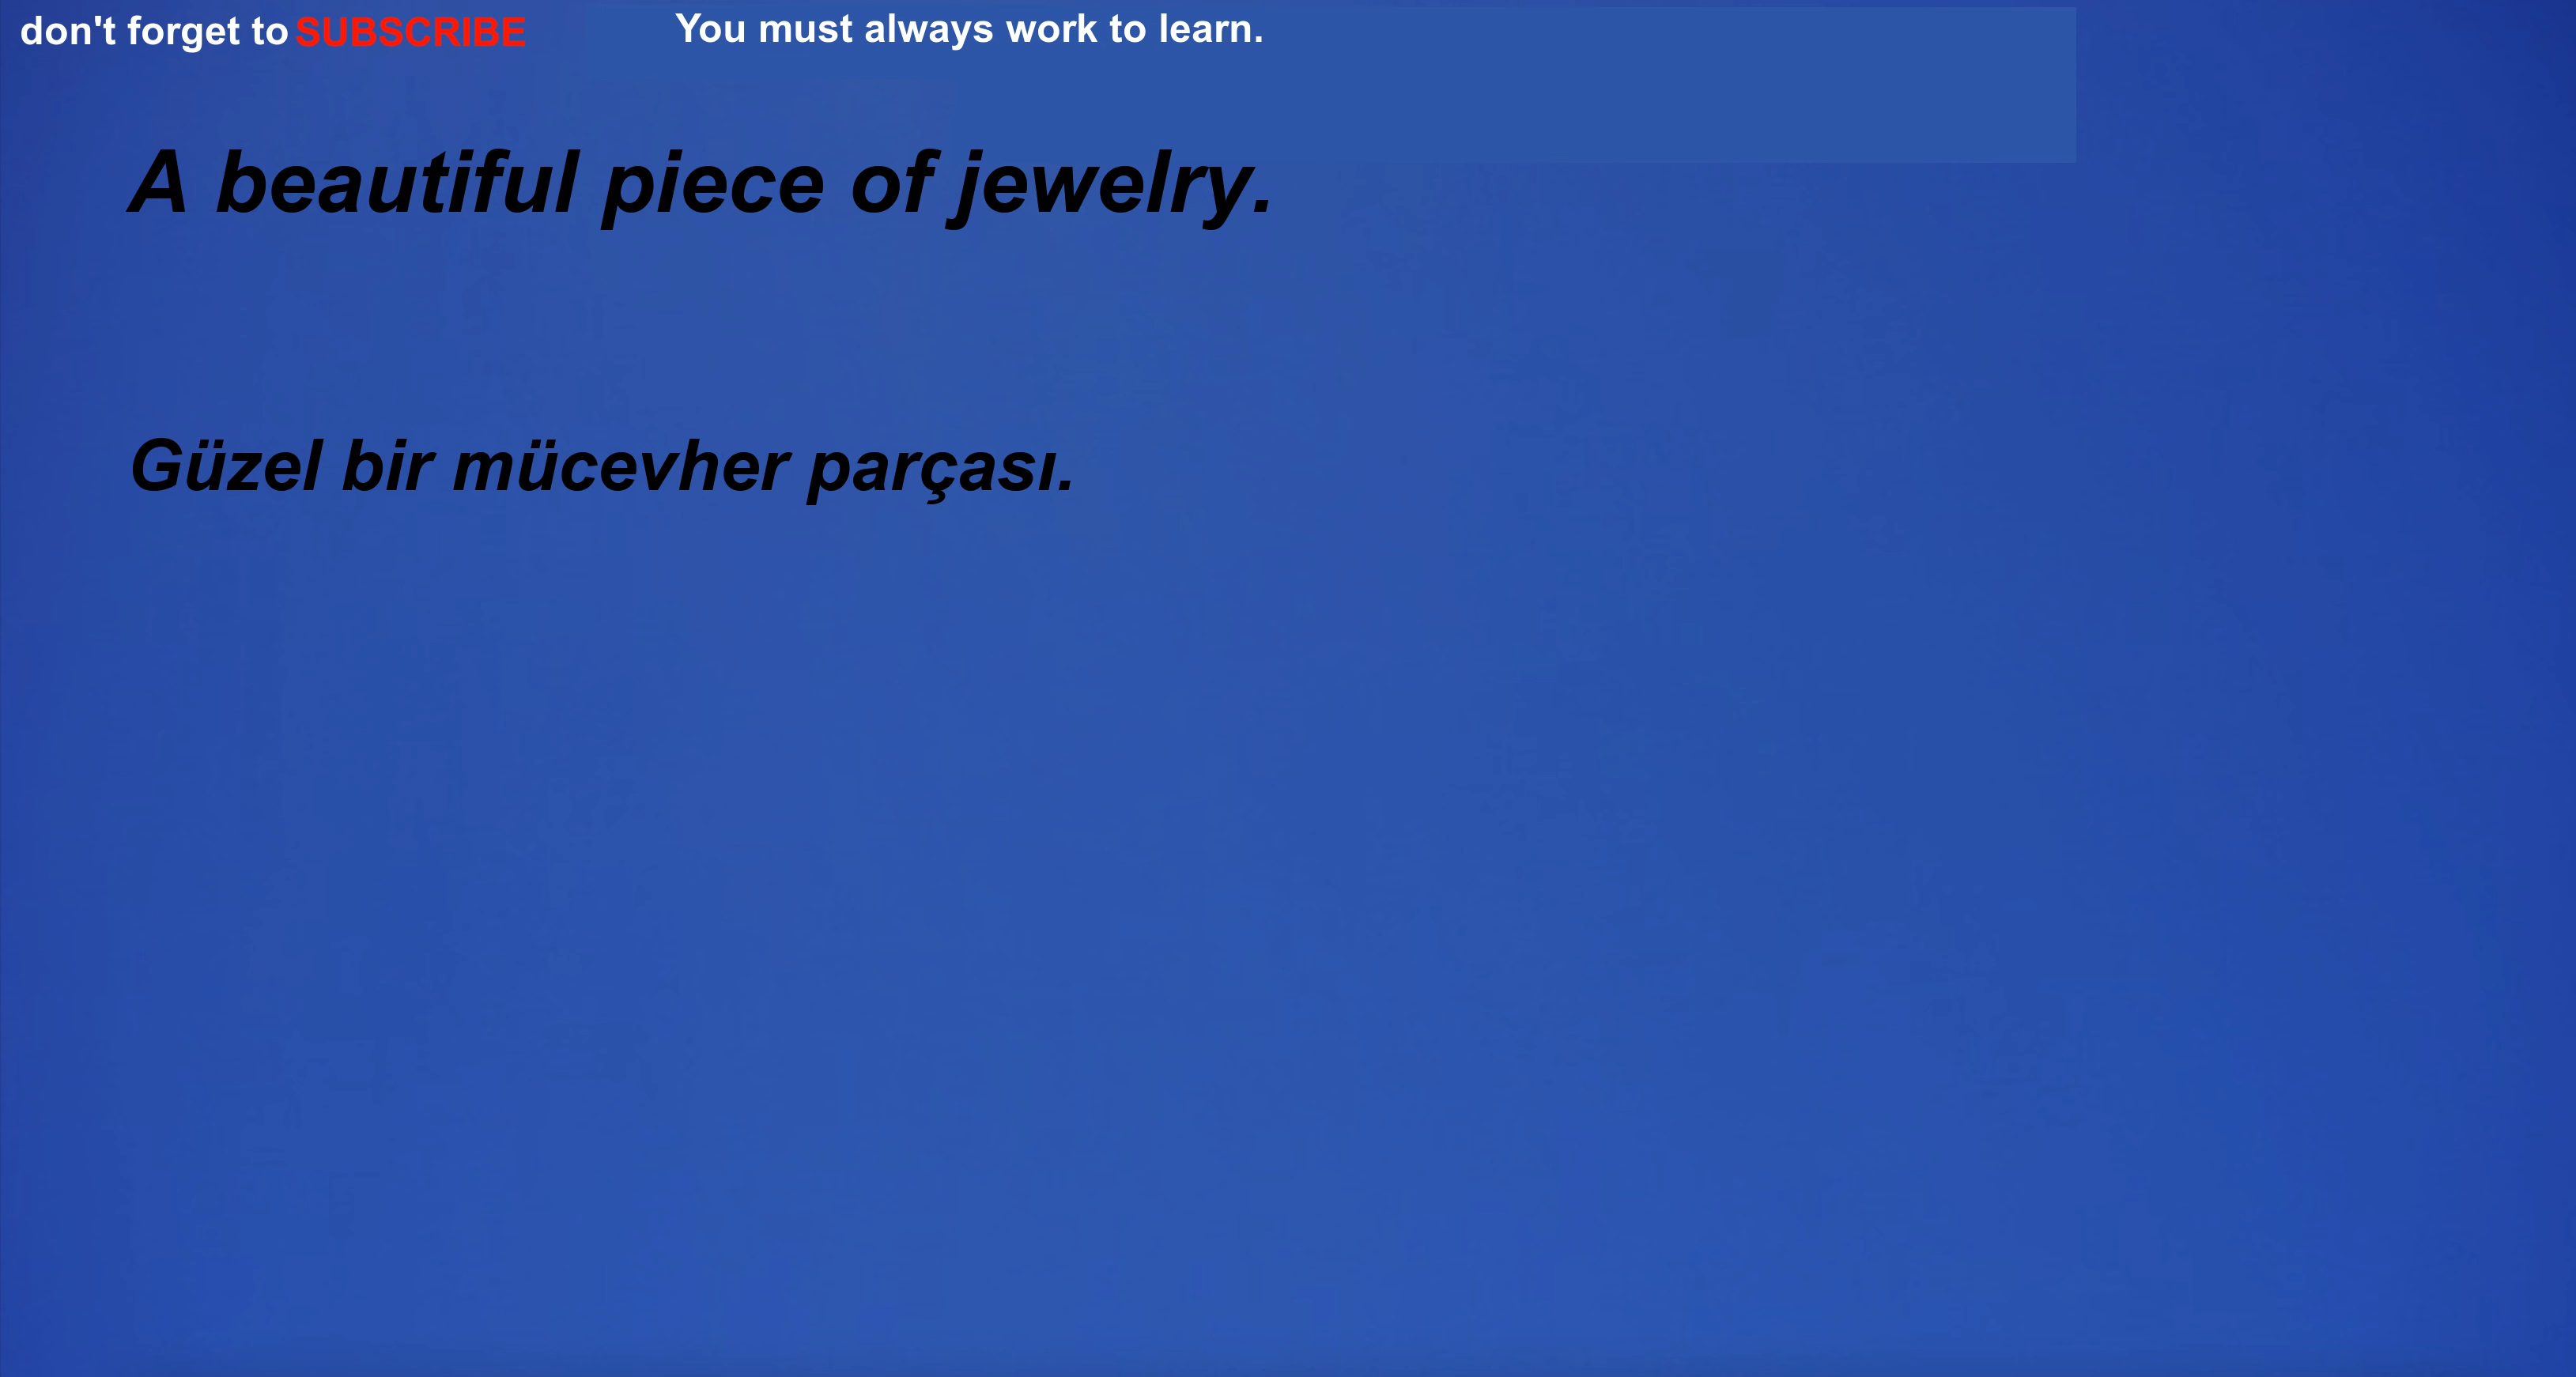 don't forget to SUBSCRIBE You must always work to learn.
A beautiful piece of jewelry.
Güzel bir mücevher parçası.